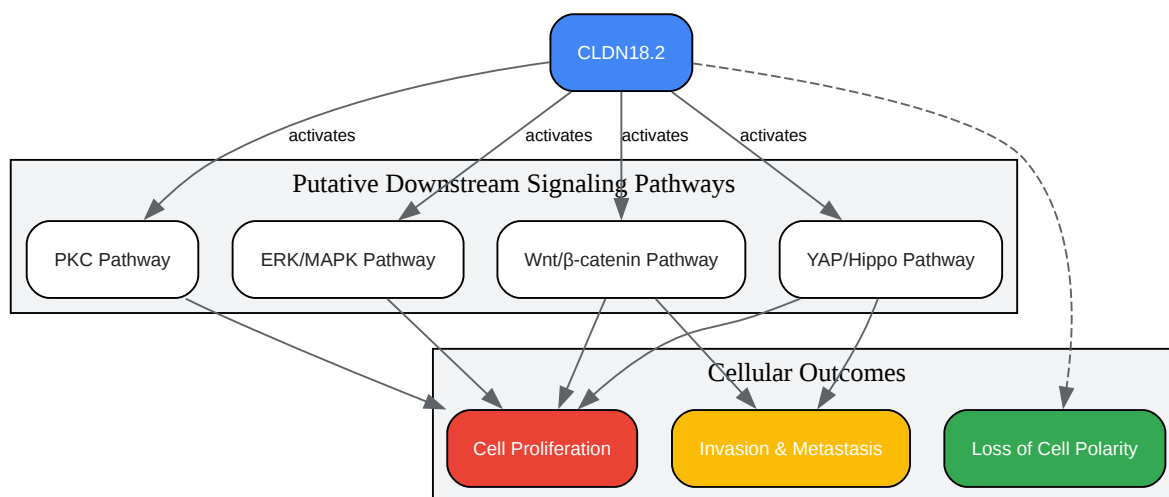 CLDN18.2
activates
activates
activates
activates
Putative Downstream Signaling Pathways
PKC Pathway
ERK/MAPK Pathway
Wnt/β-catenin Pathway
YAP/Hippo Pathway
Cellular Outcomes
Cell Proliferation
Invasion & Metastasis
Loss of Cell Polarity